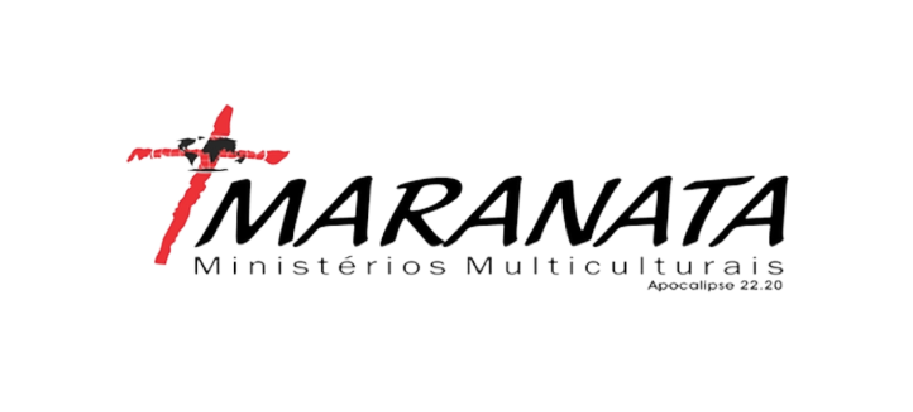 MARANATA
Ministérios Multiculturais
Apocalipse 22.20